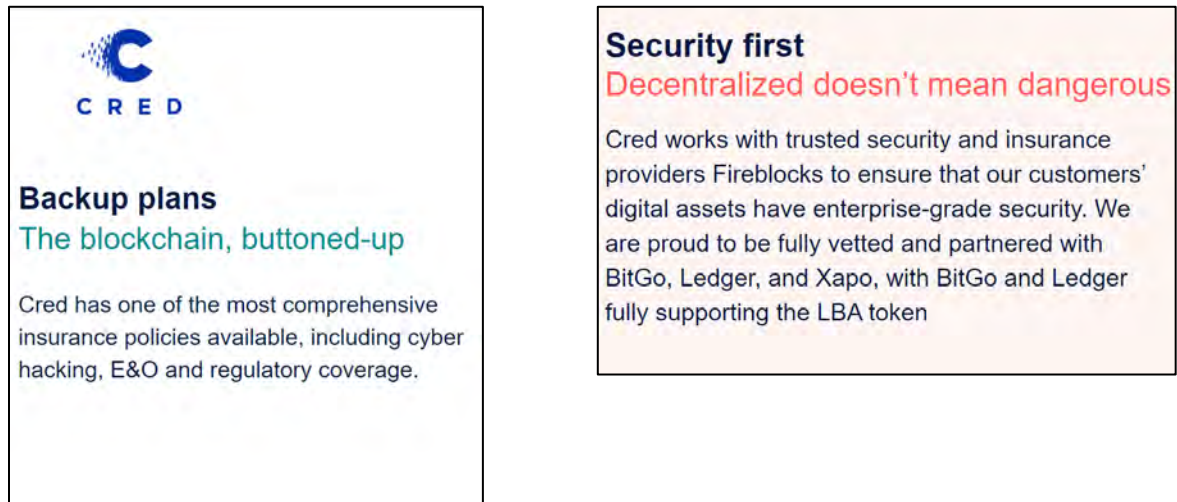 CRED
Backup plans
The blockchain, buttoned-up
Cred has one of the most comprehensive
insurance policies available, including cyber
hacking, E&O and regulatory coverage.
Security first
Decentralized doesn’t mean dangerous
Cred works with trusted security and insurance
providers Fireblocks to ensure that our customers’
digital assets have enterprise-grade security. We
are proud to be fully vetted and partnered with
BitGo, Ledger, and Xapo, with BitGo and Ledger
fully supporting the LBA token